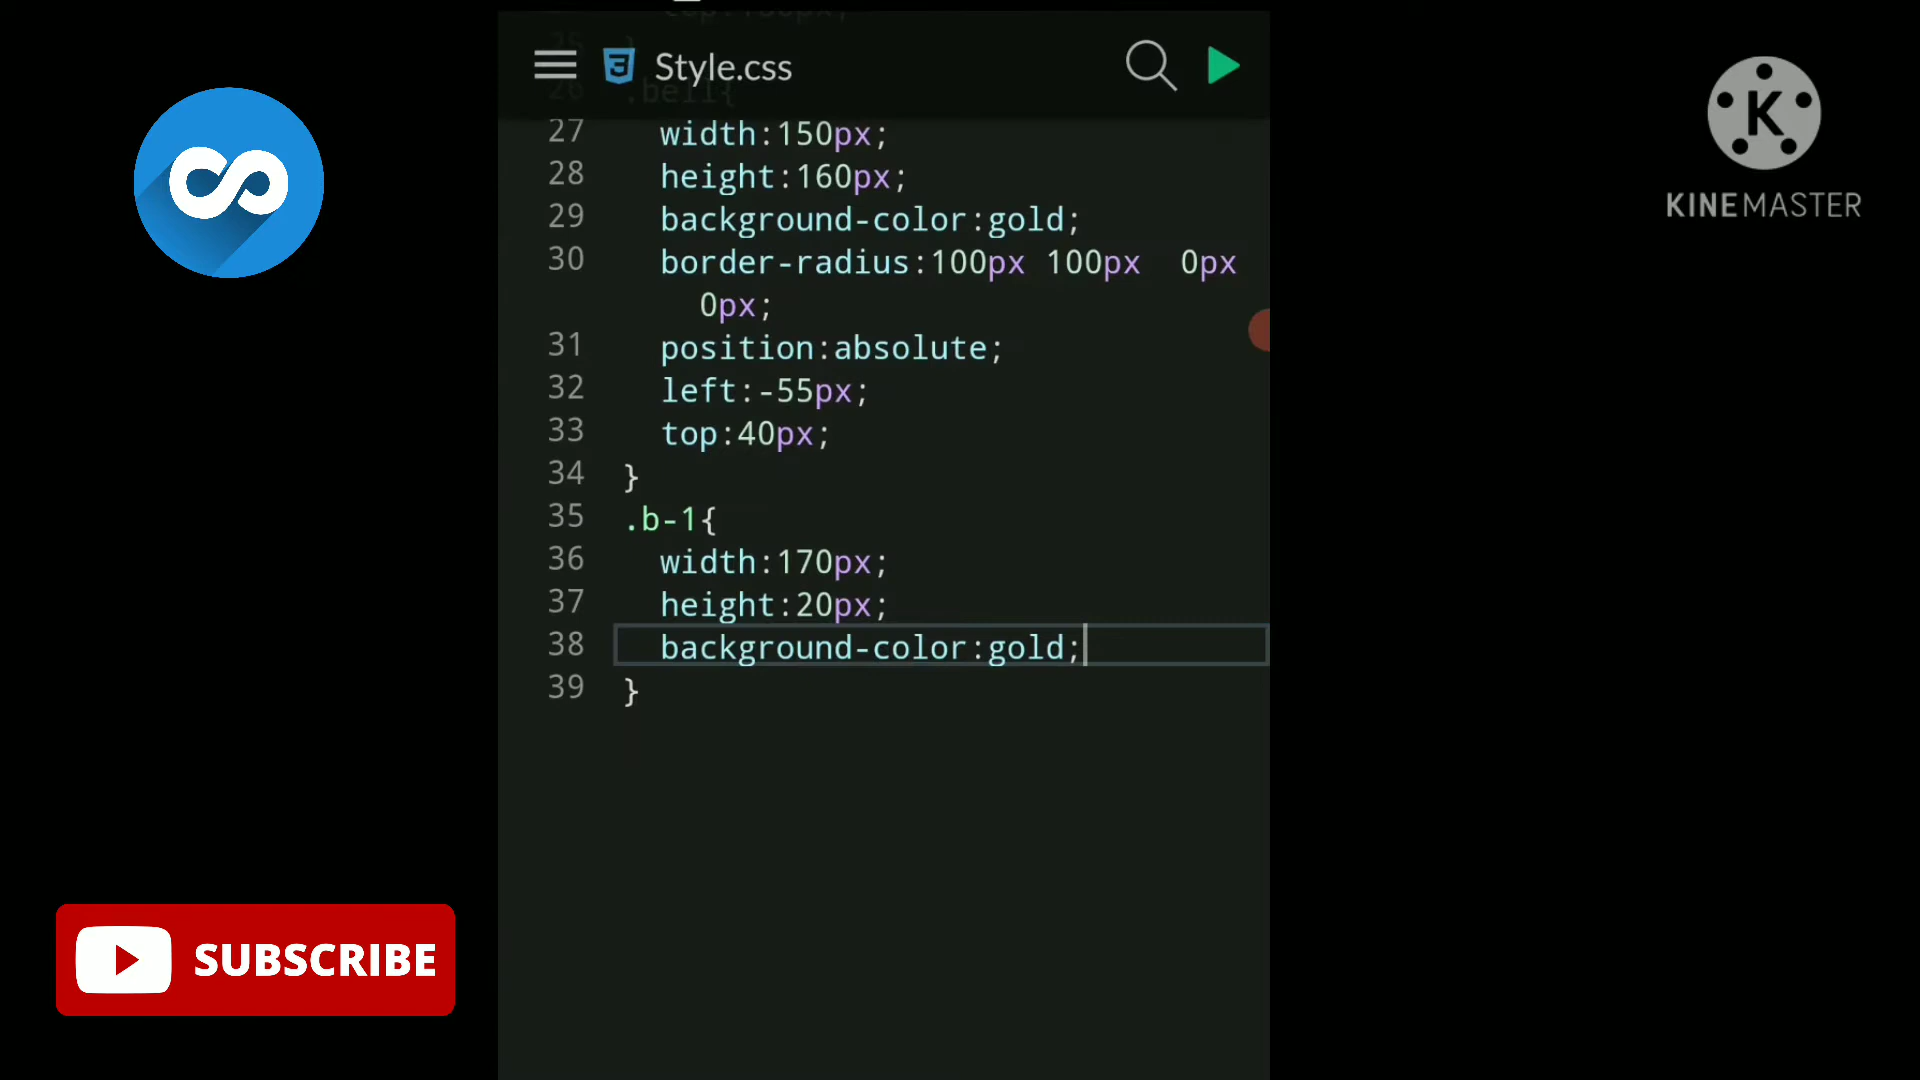 Style.css
26 .bell{
27 width:150px;
28 height:160px;
29 background-color:gold;
30 border-radius:100px 100px 0px
0px;
31 position:absolute;
32 left:-55px;
33 top:40px;
34 }
35 .b-1{
36 width:170px;
37 height:20px;
38 background-color:gold;
39 }
K
KINEMASTER
SUBSCRIBE